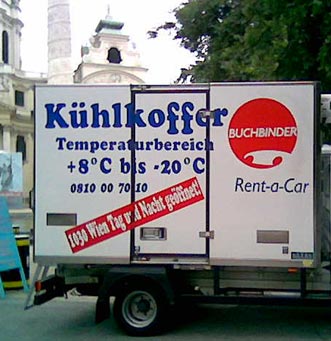 Kühlkoffer
Temperaturbereich
+8°C bis -20°C
0810 00 70 10
1030 Wien Tag und Nacht geöffnet!
BUCHBINDER
Rent-a-Car